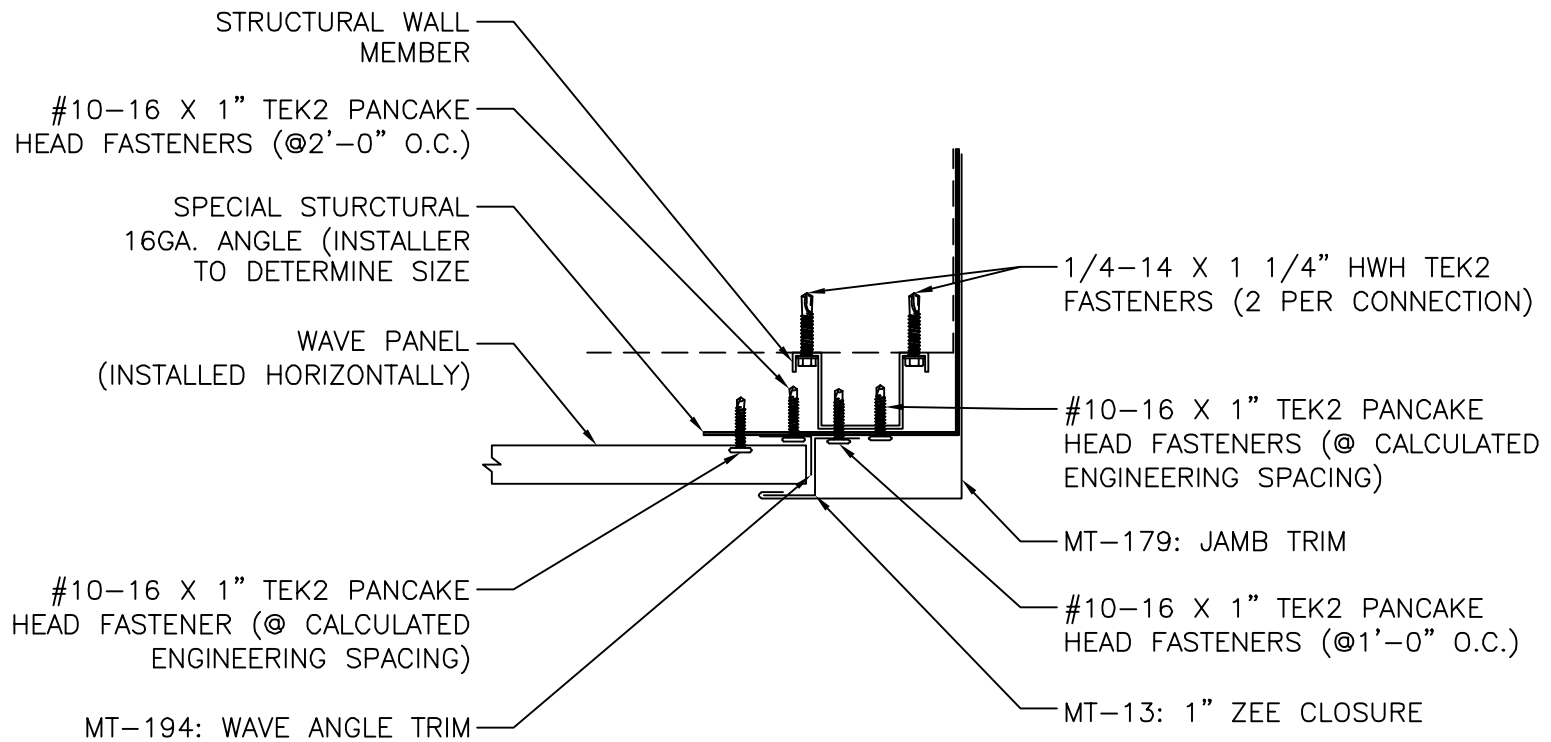 STRUCTURAL WALL
MEMBER
#10-16 X 1" TEK2 PANCAKE
HEAD FASTENERS (@2'-0" O.C.)
SPECIAL STURCTURAL
16GA. ANGLE (INSTALLER
TO DETERMINE SIZE
WAVE PANEL
(INSTALLED HORIZONTALLY)
#10-16 X 1" TEK2 PANCAKE
HEAD FASTENER (@ CALCULATED
ENGINEERING SPACING)
MT-194: WAVE ANGLE TRIM
1/4-14 X 1 1/4" HWH TEK2
FASTENERS (2 PER CONNECTION)
#10-16 X 1" TEK2 PANCAKE
HEAD FASTENERS (@ CALCULATED
ENGINEERING SPACING)
MT-179: JAMB TRIM
#10-16 X 1" TEK2 PANCAKE
HEAD FASTENERS (@1'-0" O.C.)
MT-13: 1" ZEE CLOSURE